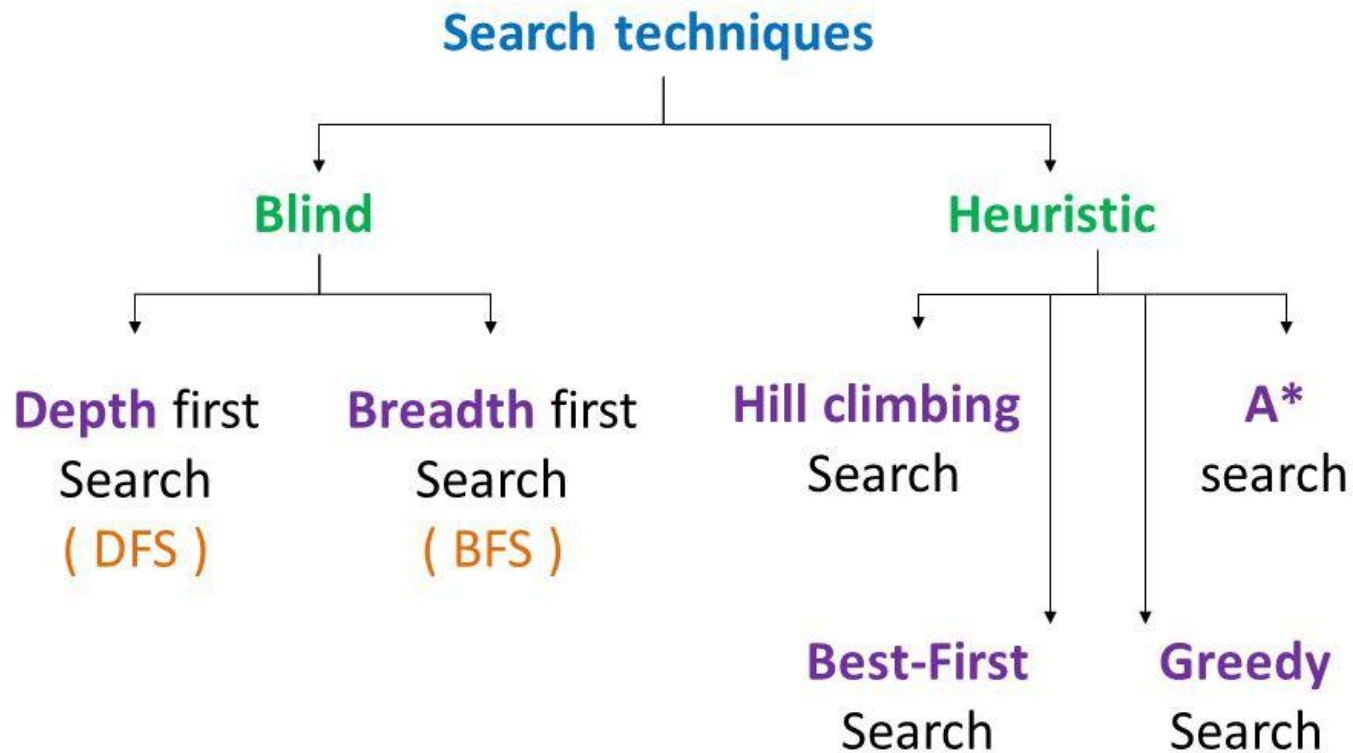 Search techniques
Blind
Heuristic
Depth first
Search
( DFS )
Breadth first
Search
( BFS )
Hill climbing
Search
A*
search
Best-First
Search
Greedy
Search